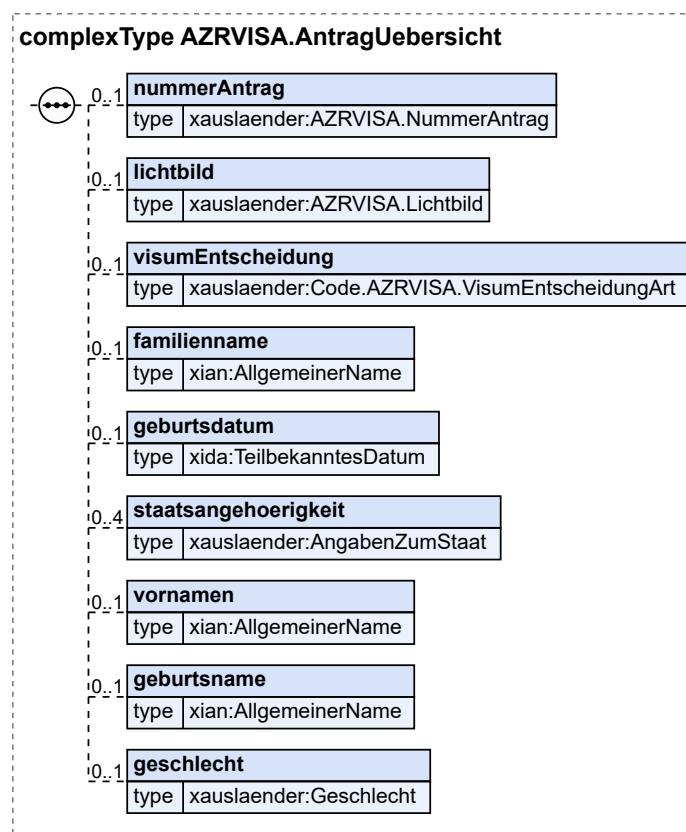 complexType AZRVISA.AntragUebersicht
0..1 nummerAntrag
type xauslaender:AZRVISA.NummerAntrag
0..1 lichtbild
type xauslaender:AZRVISA.Lichtbild
0..1 visumEntscheidung
type xauslaender:Code.AZRVISA.VisumEntscheidungArt
0..1 familienname
type xian:AllgemeinerName
0..1 geburtsdatum
type xida:TeilbekanntesDatum
0..4 staatsangehoerigkeit
type xauslaender:AngabenZumStaat
0..1 vornamen
type xian:AllgemeinerName
0..1 geburtsname
type xian:AllgemeinerName
0..1 geschlecht
type xauslaender:Geschlecht